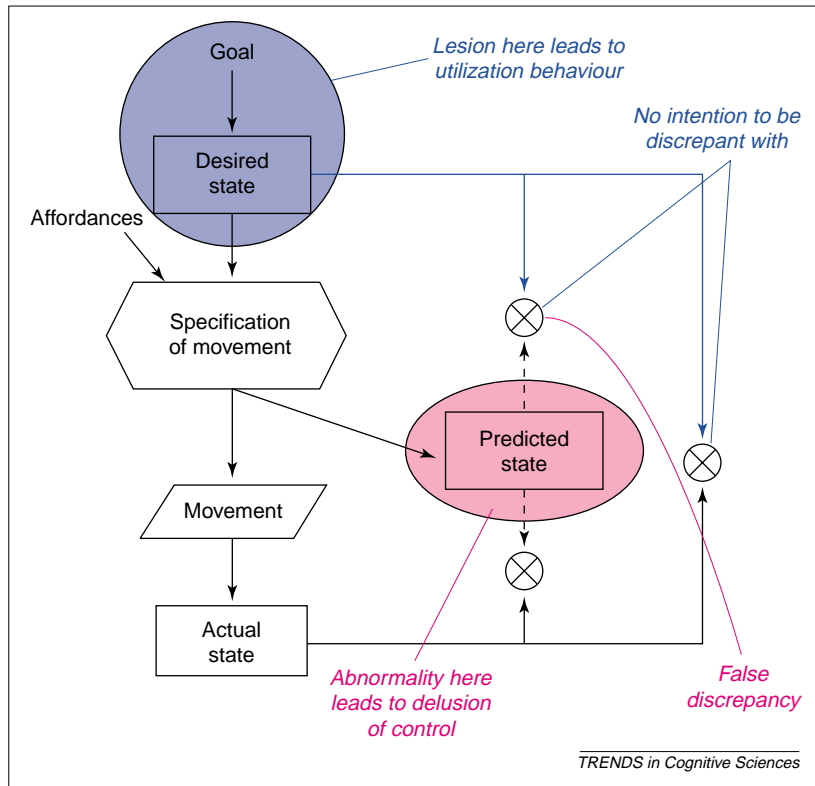 Goal
Lesion here leads to
utilization behaviour
No intention to be
discrepant with
Desired
state
Affordances
Specification
of movement
Predicted
state
Movement
Actual
state
Abnormality here
leads to delusion
of control
False
discrepancy
TRENDS in Cognitive Sciences